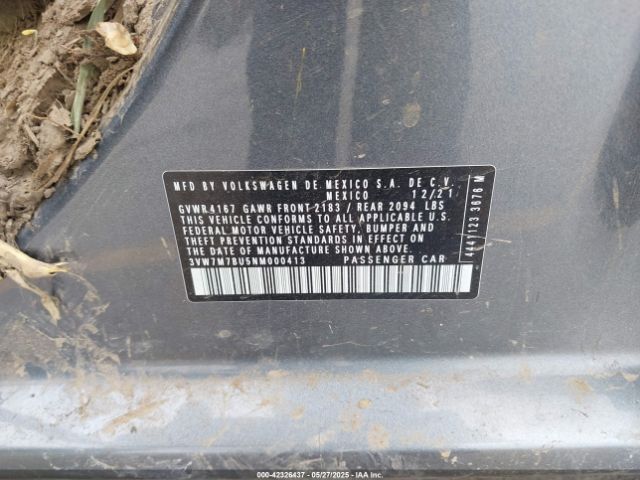 MFD BY VOLKSWAGEN DE MEXICO S.A. DE C.V.
MEXICO 12/21
GVWR.4167 GAWR FRONT 2183 / REAR 2094 LBS
THIS VEHICLE CONFORMS TO ALL APPLICABLE U.S.
FEDERAL MOTOR VEHICLE SAFETY, BUMPER AND
THEFT PREVENTION STANDARDS IN EFFECT ON
THE DATE OF MANUFACTURE SHOWN ABOVE.
3VW7M7BU5NM000413 PASSENGER CAR
4441123 3676 M
000-42326437 - 05/27/2025 - © IAA Holdings, LLC